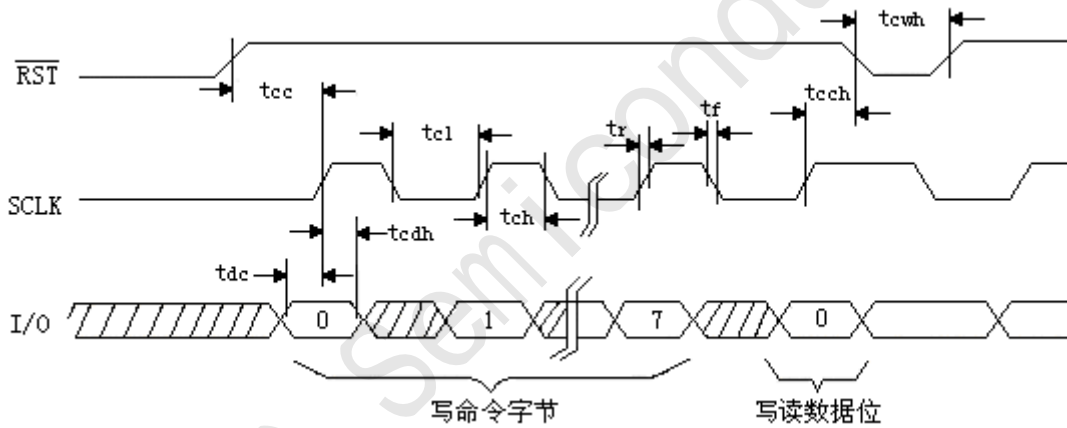 tcwh
RST
tcc
tcch
tcl
tr
tf
SCLK
tch
tcdh
tdc
I/O
0
1
7
0
写命令字节
写读数据位
Semicondu